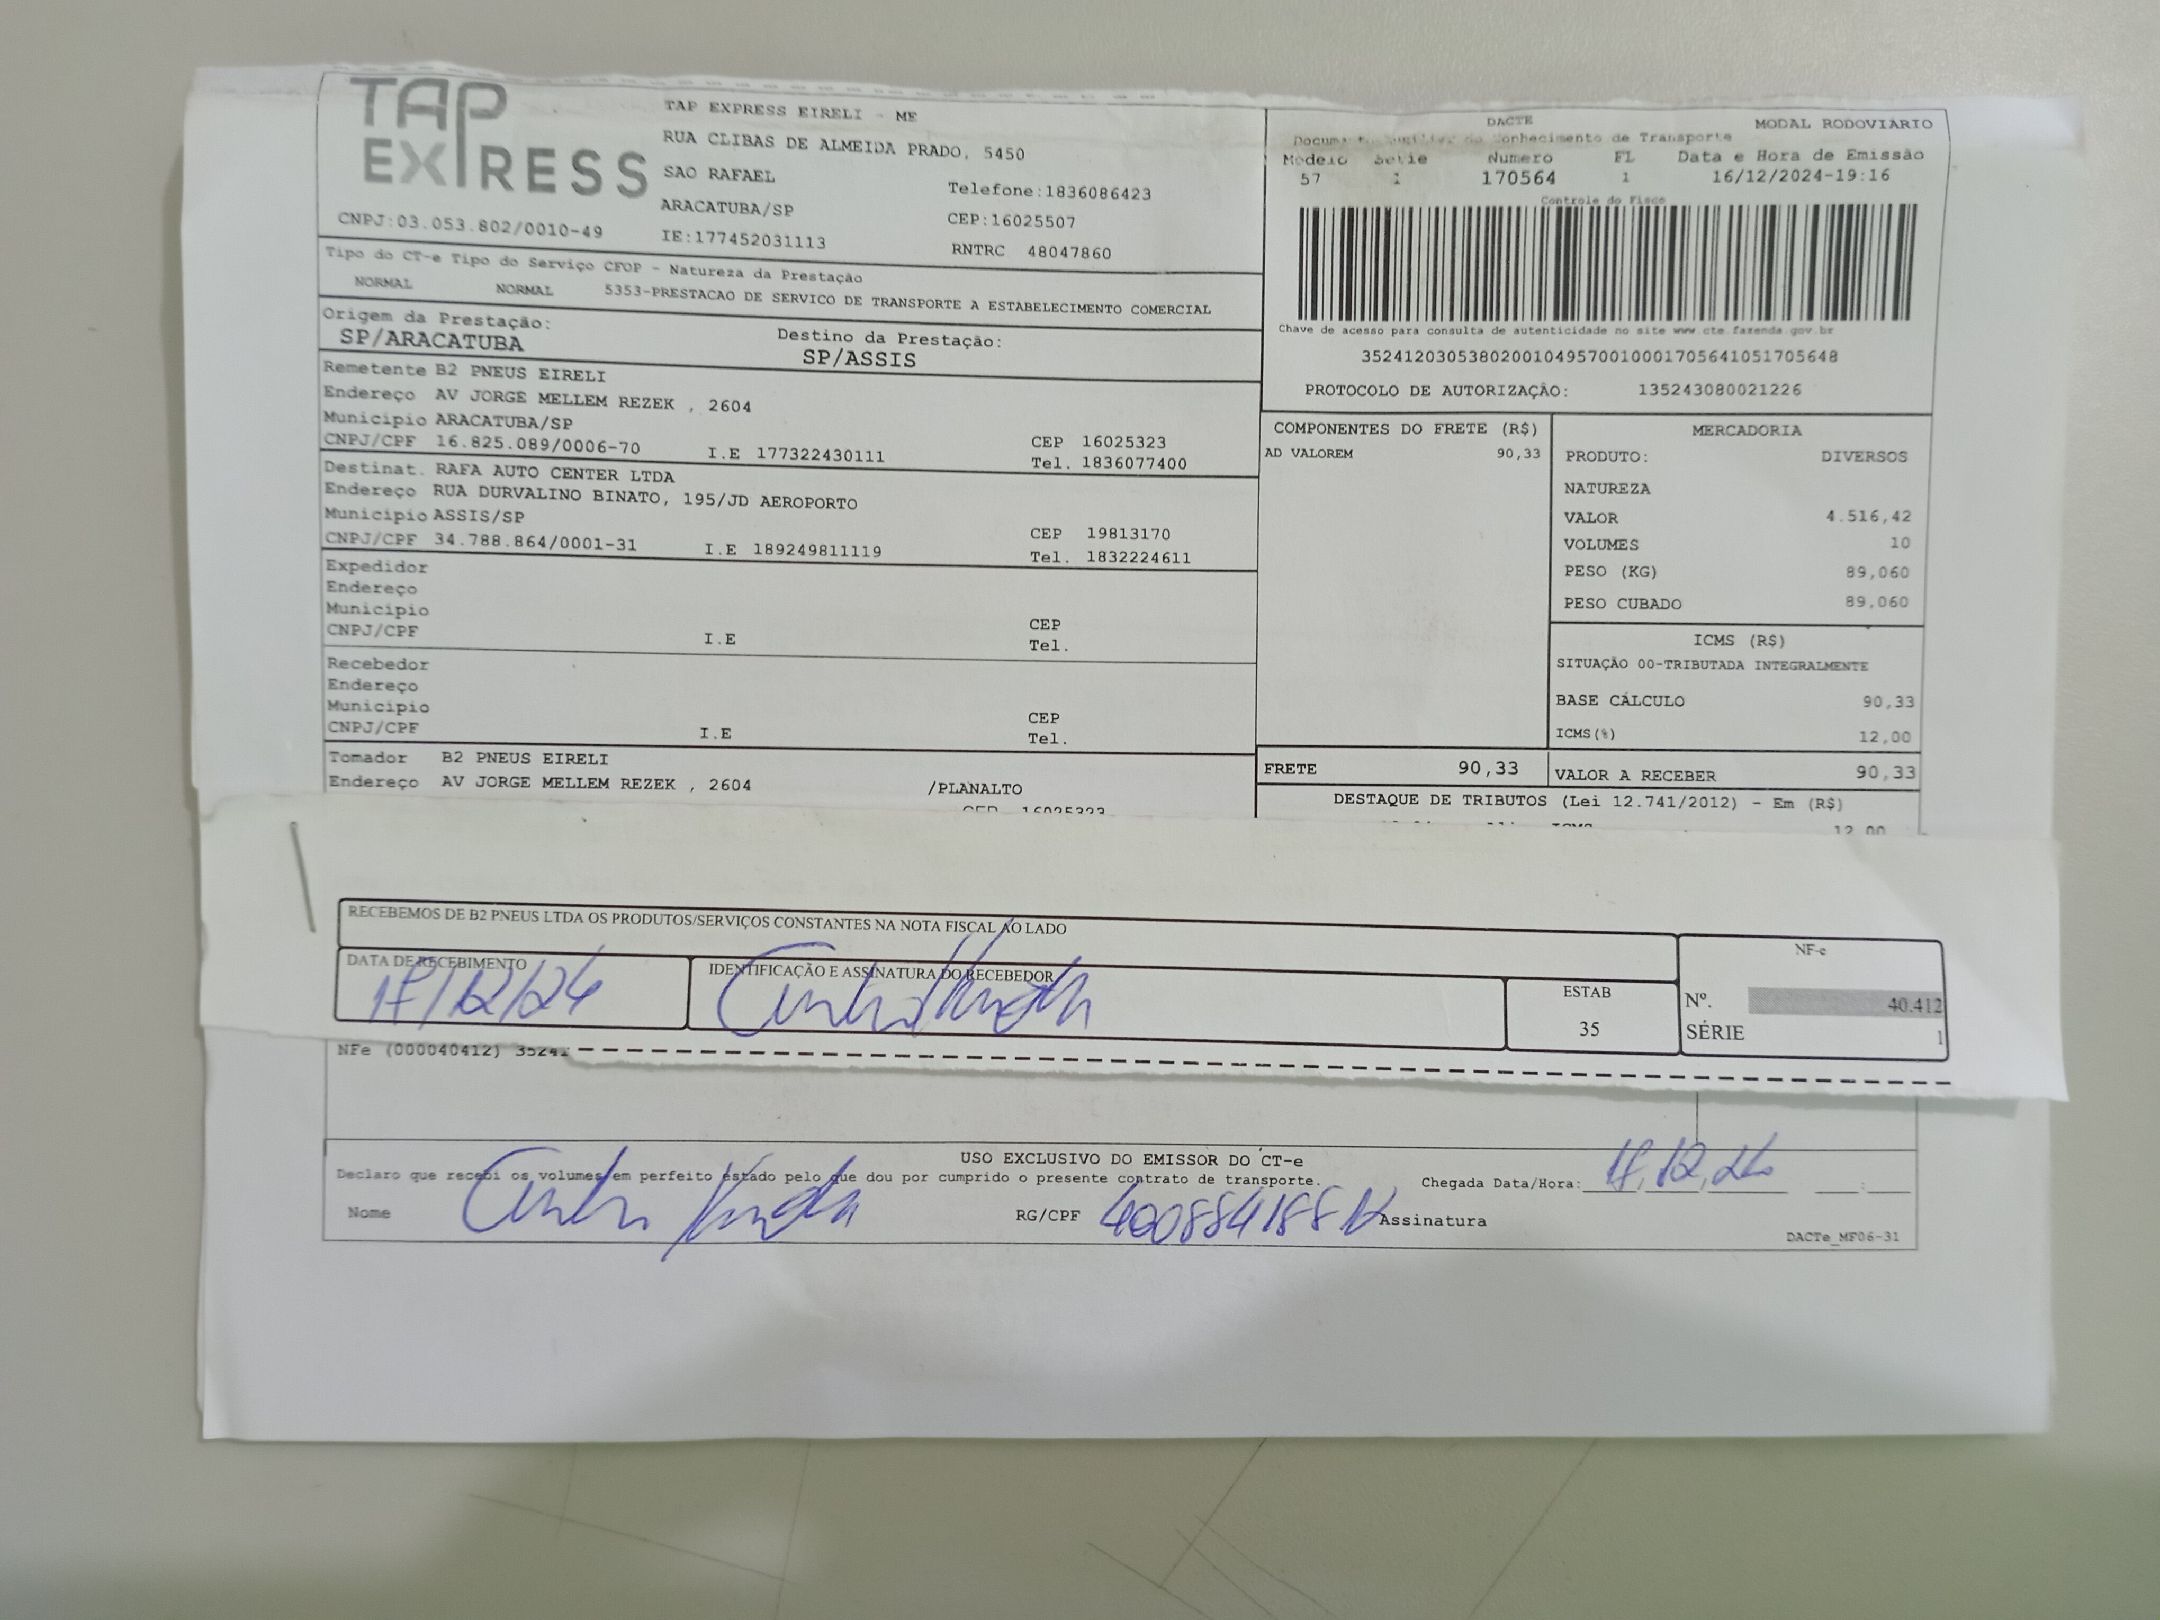 TAP EXPRESS
TAP EXPRESS EIRELI - ME
RUA CLIBAS DE ALMEIDA PRADO, 5450
SAO RAFAEL
Telefone:1836086423
ARACATUBA/SP
CEP:16025507
CNPJ:03.053.802/0010-49
IE:177452031113
RNTRC 48047860
DACTE
MODAL RODOVIARIO
Conhecimento de Transporte
Modelo Serie Numero FL Data e Hora de Emissão
57 1 170564 1 16/12/2024-19:16
Controle do Fisco
Chave de acesso para consulta de autenticidade no site www.cte.fazenda.gov.br
35241203053802001049570010001705641051705648
PROTOCOLO DE AUTORIZAÇÃO: 135243080021226
Tipo do CT-e Tipo do Serviço CFOP - Natureza da Prestação
NORMAL NORMAL 5353-PRESTACAO DE SERVICO DE TRANSPORTE A ESTABELECIMENTO COMERCIAL
Origem da Prestação:
SP/ARACATUBA
Destino da Prestação:
SP/ASSIS
Remetente B2 PNEUS EIRELI
Endereço AV JORGE MELLEM REZEK , 2604
Municipio ARACATUBA/SP
CEP 16025323
CNPJ/CPF 16.825.089/0006-70 I.E 177322430111 Tel. 1836077400
Destinat. RAFA AUTO CENTER LTDA
Endereço RUA DURVALINO BINATO, 195/JD AEROPORTO
Municipio ASSIS/SP CEP 19813170
CNPJ/CPF 34.788.864/0001-31 I.E 189249811119 Tel. 1832224611
Expedidor
Endereço
Municipio CEP
CNPJ/CPF I.E Tel.
Recebedor
Endereço
Municipio CEP
CNPJ/CPF I.E Tel.
Tomador B2 PNEUS EIRELI
Endereço AV JORGE MELLEM REZEK , 2604 /PLANALTO
CEP 16025323
COMPONENTES DO FRETE (R$)
AD VALOREM 90,33
FRETE 90,33
MERCADORIA
PRODUTO: DIVERSOS
NATUREZA
VALOR 4.516,42
VOLUMES 10
PESO (KG) 89,060
PESO CUBADO 89,060
ICMS (R$)
SITUAÇÃO 00-TRIBUTADA INTEGRALMENTE
BASE CÁLCULO 90,33
ICMS(%) 12,00
VALOR A RECEBER 90,33
DESTAQUE DE TRIBUTOS (Lei 12.741/2012) - Em (R$)
ICMS 12,00
RECEBEMOS DE B2 PNEUS LTDA OS PRODUTOS/SERVIÇOS CONSTANTES NA NOTA FISCAL AO LADO
DATA DE RECEBIMENTO
17/12/24
IDENTIFICAÇÃO E ASSINATURA DO RECEBEDOR
ESTAB
35
NF-e
Nº. 40.412
SÉRIE 1
NFe (000040412) 35241
USO EXCLUSIVO DO EMISSOR DO CT-e
Declaro que recebi os volumes em perfeito estado pelo que dou por cumprido o presente contrato de transporte.
Chegada Data/Hora: 17,12,24 :
Nome
RG/CPF
Assinatura
DACTe_MF06-31